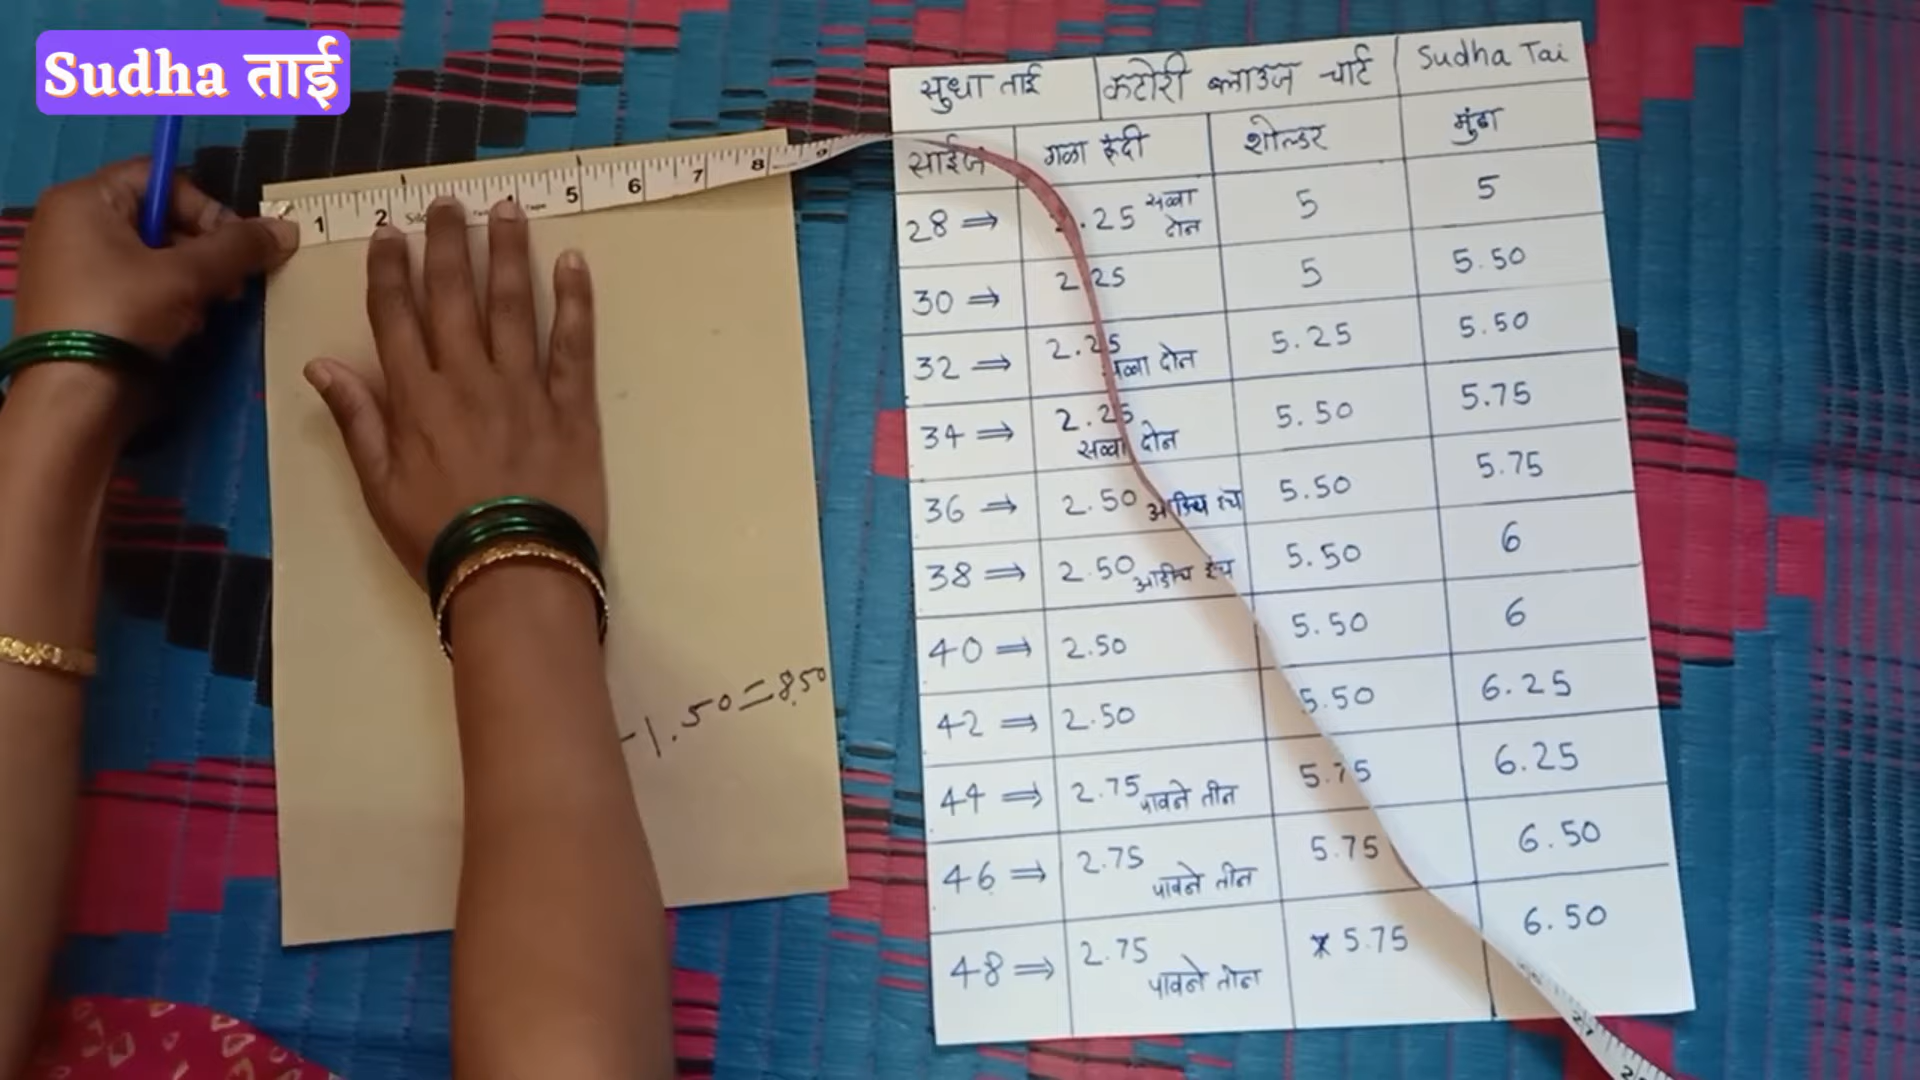 Sudha ताई
सुधा ताई कटोरी ब्लाउज चार्ट Sudha Tai
साईज गळा रुंदी शोल्डर मुंढा
28 ⇒ .25 सव्वा दोन 5 5
30 ⇒ 2.25 5 5.50
32 ⇒ 2.25 दोन 5.25 5.50
34 ⇒ 2.25 सव्वा दोन 5.50 5.75
36 ⇒ 2.50 5.50 5.75
38 ⇒ 2.50 अडीच इंच 5.50 6
40 ⇒ 2.50 5.50 6
42 ⇒ 2.50 5.50 6.25
44 ⇒ 2.75 पावने तीन 5.75 6.25
46 ⇒ 2.75 पावने तीन 5.75 6.50
48 ⇒ 2.75 पावने तीन 5.75 6.50
-1.50=8.50
1 2 5 6 7 8 9
27